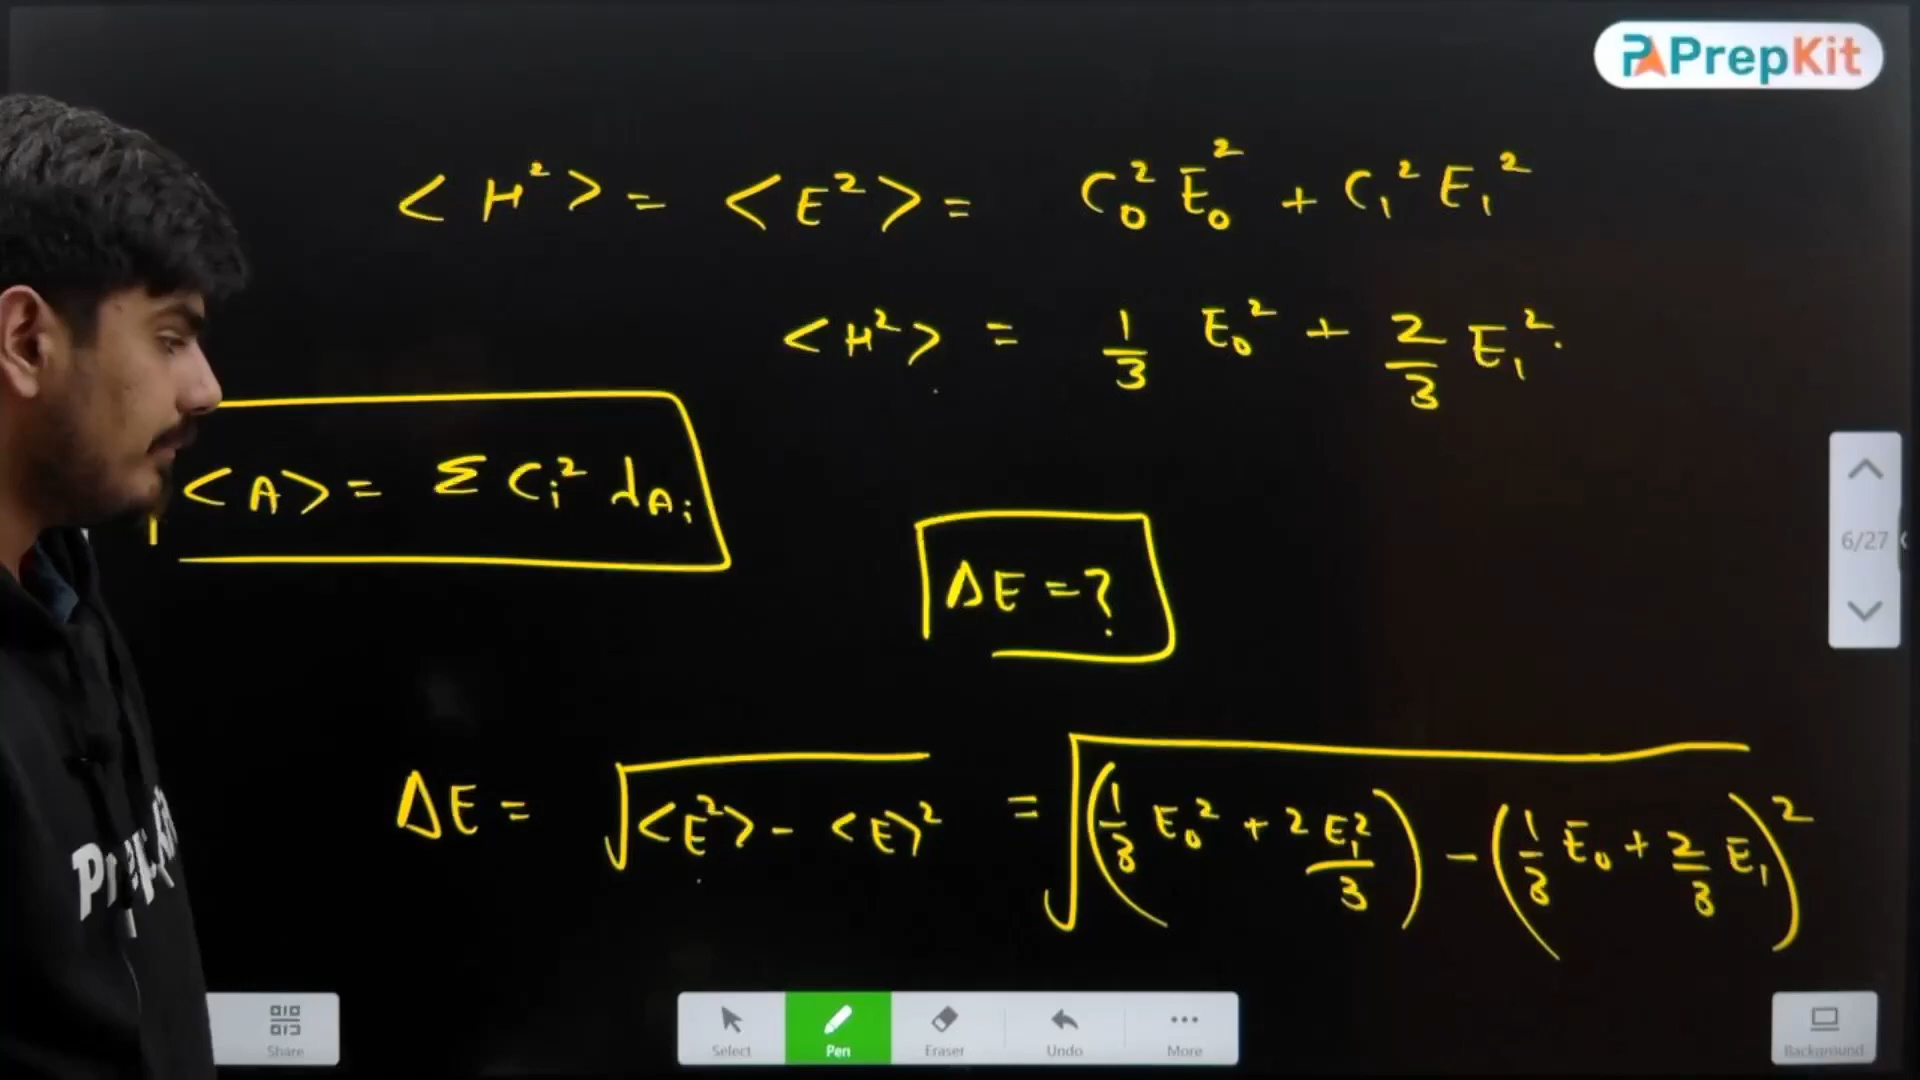 PrepKit
< H² > = < E² > = C₀² E₀² + C₁² E₁²
< H² > = 1/3 E₀² + 2/3 E₁²
< A > = Σ Cᵢ² λAᵢ
6/27
ΔE = ?
ΔE = √(<E²> - <E>²) = √((1/3 E₀² + 2E₁²/3) - (1/3 E₀ + 2/3 E₁)²)
Share
Select
Pen
Eraser
Undo
More
Background